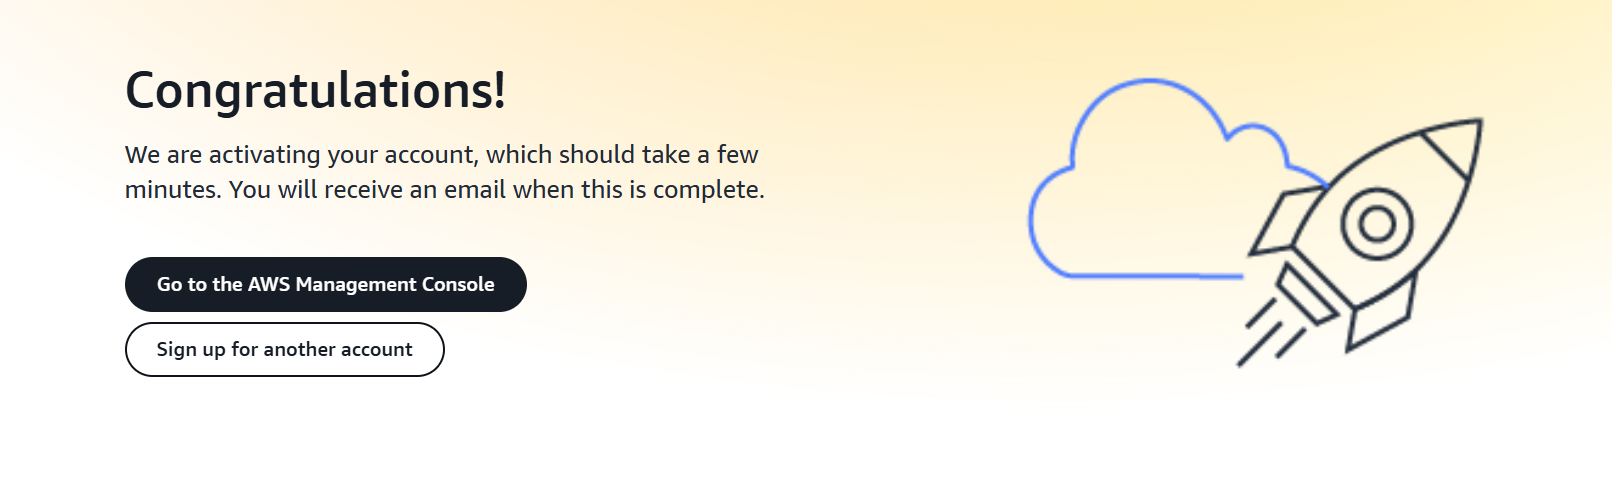 Congratulations!
We are activating your account, which should take a few
minutes. You will receive an email when this is complete.
Go to the AWS Management Console
Sign up for another account